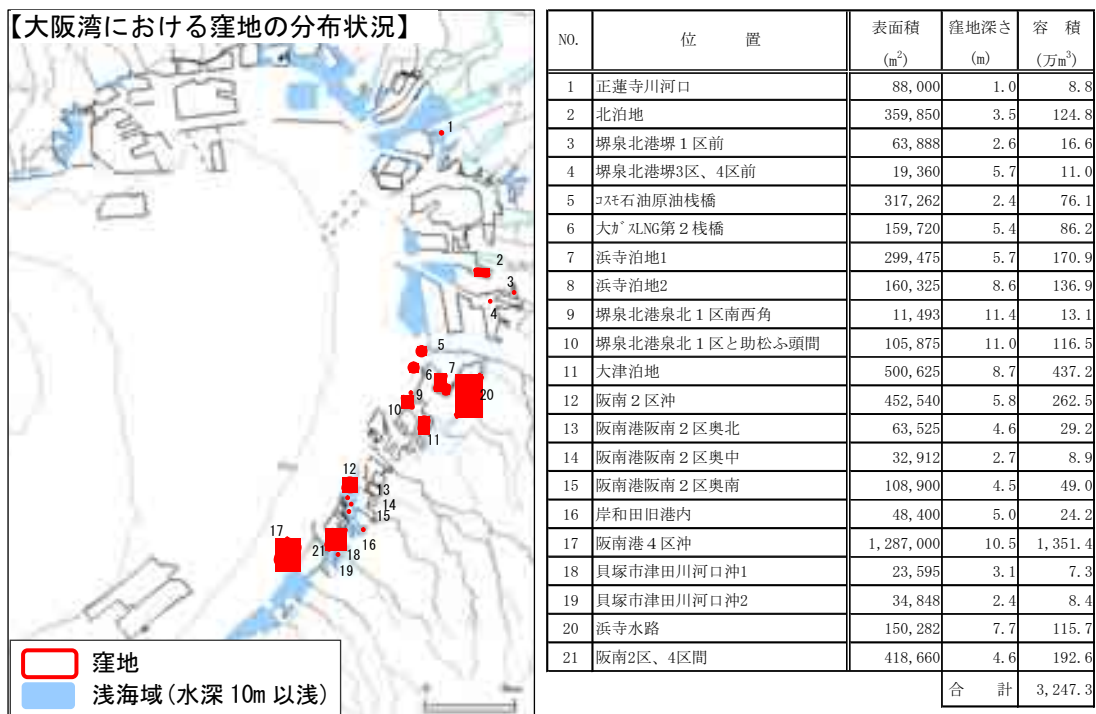 【大阪湾における窪地の分布状況】
1
2
3
4
5
6
7
20
9
10
11
12
13
14
15
16
17
21
18
19
窪地
浅海域(水深10m以浅)
NO. 位 置 表面積 (m²) 窪地深さ (m) 容 積 (万m³)
1 正蓮寺川河口 88,000 1.0 8.8
2 北泊地 359,850 3.5 124.8
3 堺泉北港堺1区前 63,888 2.6 16.6
4 堺泉北港堺3区、4区前 19,360 5.7 11.0
5 コスモ石油原油桟橋 317,262 2.4 76.1
6 大ガスLNG第2桟橋 159,720 5.4 86.2
7 浜寺泊地1 299,475 5.7 170.9
8 浜寺泊地2 160,325 8.6 136.9
9 堺泉北港泉北1区南西角 11,493 11.4 13.1
10 堺泉北港泉北1区と助松ふ頭間 105,875 11.0 116.5
11 大津泊地 500,625 8.7 437.2
12 阪南2区沖 452,540 5.8 262.5
13 阪南港阪南2区奥北 63,525 4.6 29.2
14 阪南港阪南2区奥中 32,912 2.7 8.9
15 阪南港阪南2区奥南 108,900 4.5 49.0
16 岸和田旧港内 48,400 5.0 24.2
17 阪南港4区沖 1,287,000 10.5 1,351.4
18 貝塚市津田川河口沖1 23,595 3.1 7.3
19 貝塚市津田川河口沖2 34,848 2.4 8.4
20 浜寺水路 150,282 7.7 115.7
21 阪南2区、4区間 418,660 4.6 192.6
合 計 3,247.3